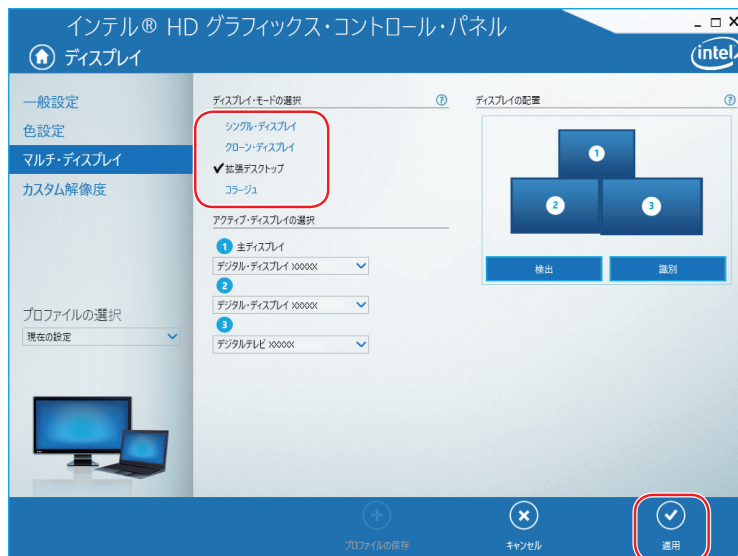 インテル® HD グラフィックス・コントロール・パネル
ディスプレイ
intel
一般設定
色設定
マルチ・ディスプレイ
カスタム解像度
プロファイルの選択
現在の設定
ディスプレイ・モードの選択
?
シングル・ディスプレイ
クローン・ディスプレイ
拡張デスクトップ
コラージュ
アクティブ・ディスプレイの選択
1 主ディスプレイ
デジタル・ディスプレイ xxxxx
2
デジタル・ディスプレイ xxxxx
3
デジタルテレビ xxxxx
ディスプレイの配置
?
1
2 3
検出 識別
プロファイルの保存 キャンセル 適用